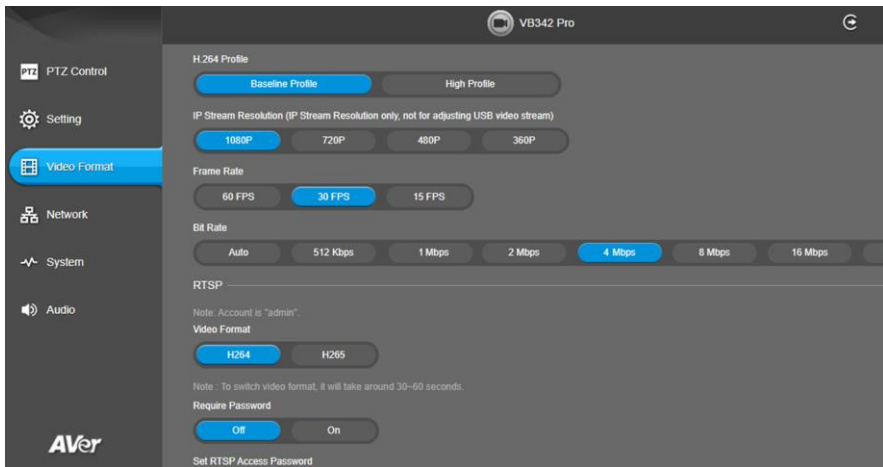 VB342 Pro
PTZ PTZ Control
Setting
Video Format
Network
System
Audio
AVer
H.264 Profile
Baseline Profile High Profile
IP Stream Resolution (IP Stream Resolution only, not for adjusting USB video stream)
1080P 720P 480P 360P
Frame Rate
60 FPS 30 FPS 15 FPS
Bit Rate
Auto 512 Kbps 1 Mbps 2 Mbps 4 Mbps 8 Mbps 16 Mbps
RTSP
Note: Account is "admin".
Video Format
H264 H265
Note : To switch video format, it will take around 30~60 seconds.
Require Password
Off On
Set RTSP Access Password